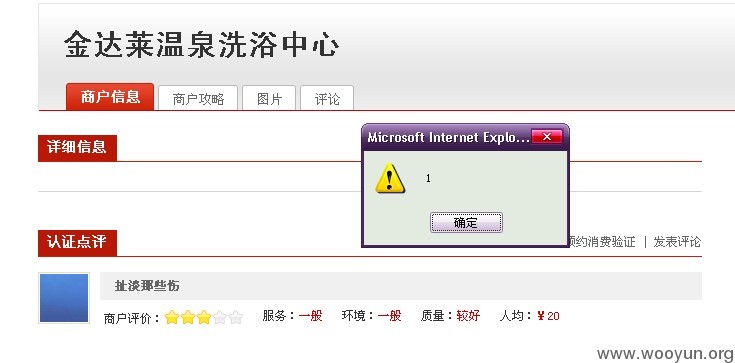 金达莱温泉洗浴中心
商户信息 商户攻略 图片 评论
Microsoft Internet Explo...
详细信息
1
确定
认证点评
预约消费验证 | 发表评论
扯淡那些伤
商户评价: 服务:一般 环境:一般 质量:较好 人均:¥20
www.wooyun.org